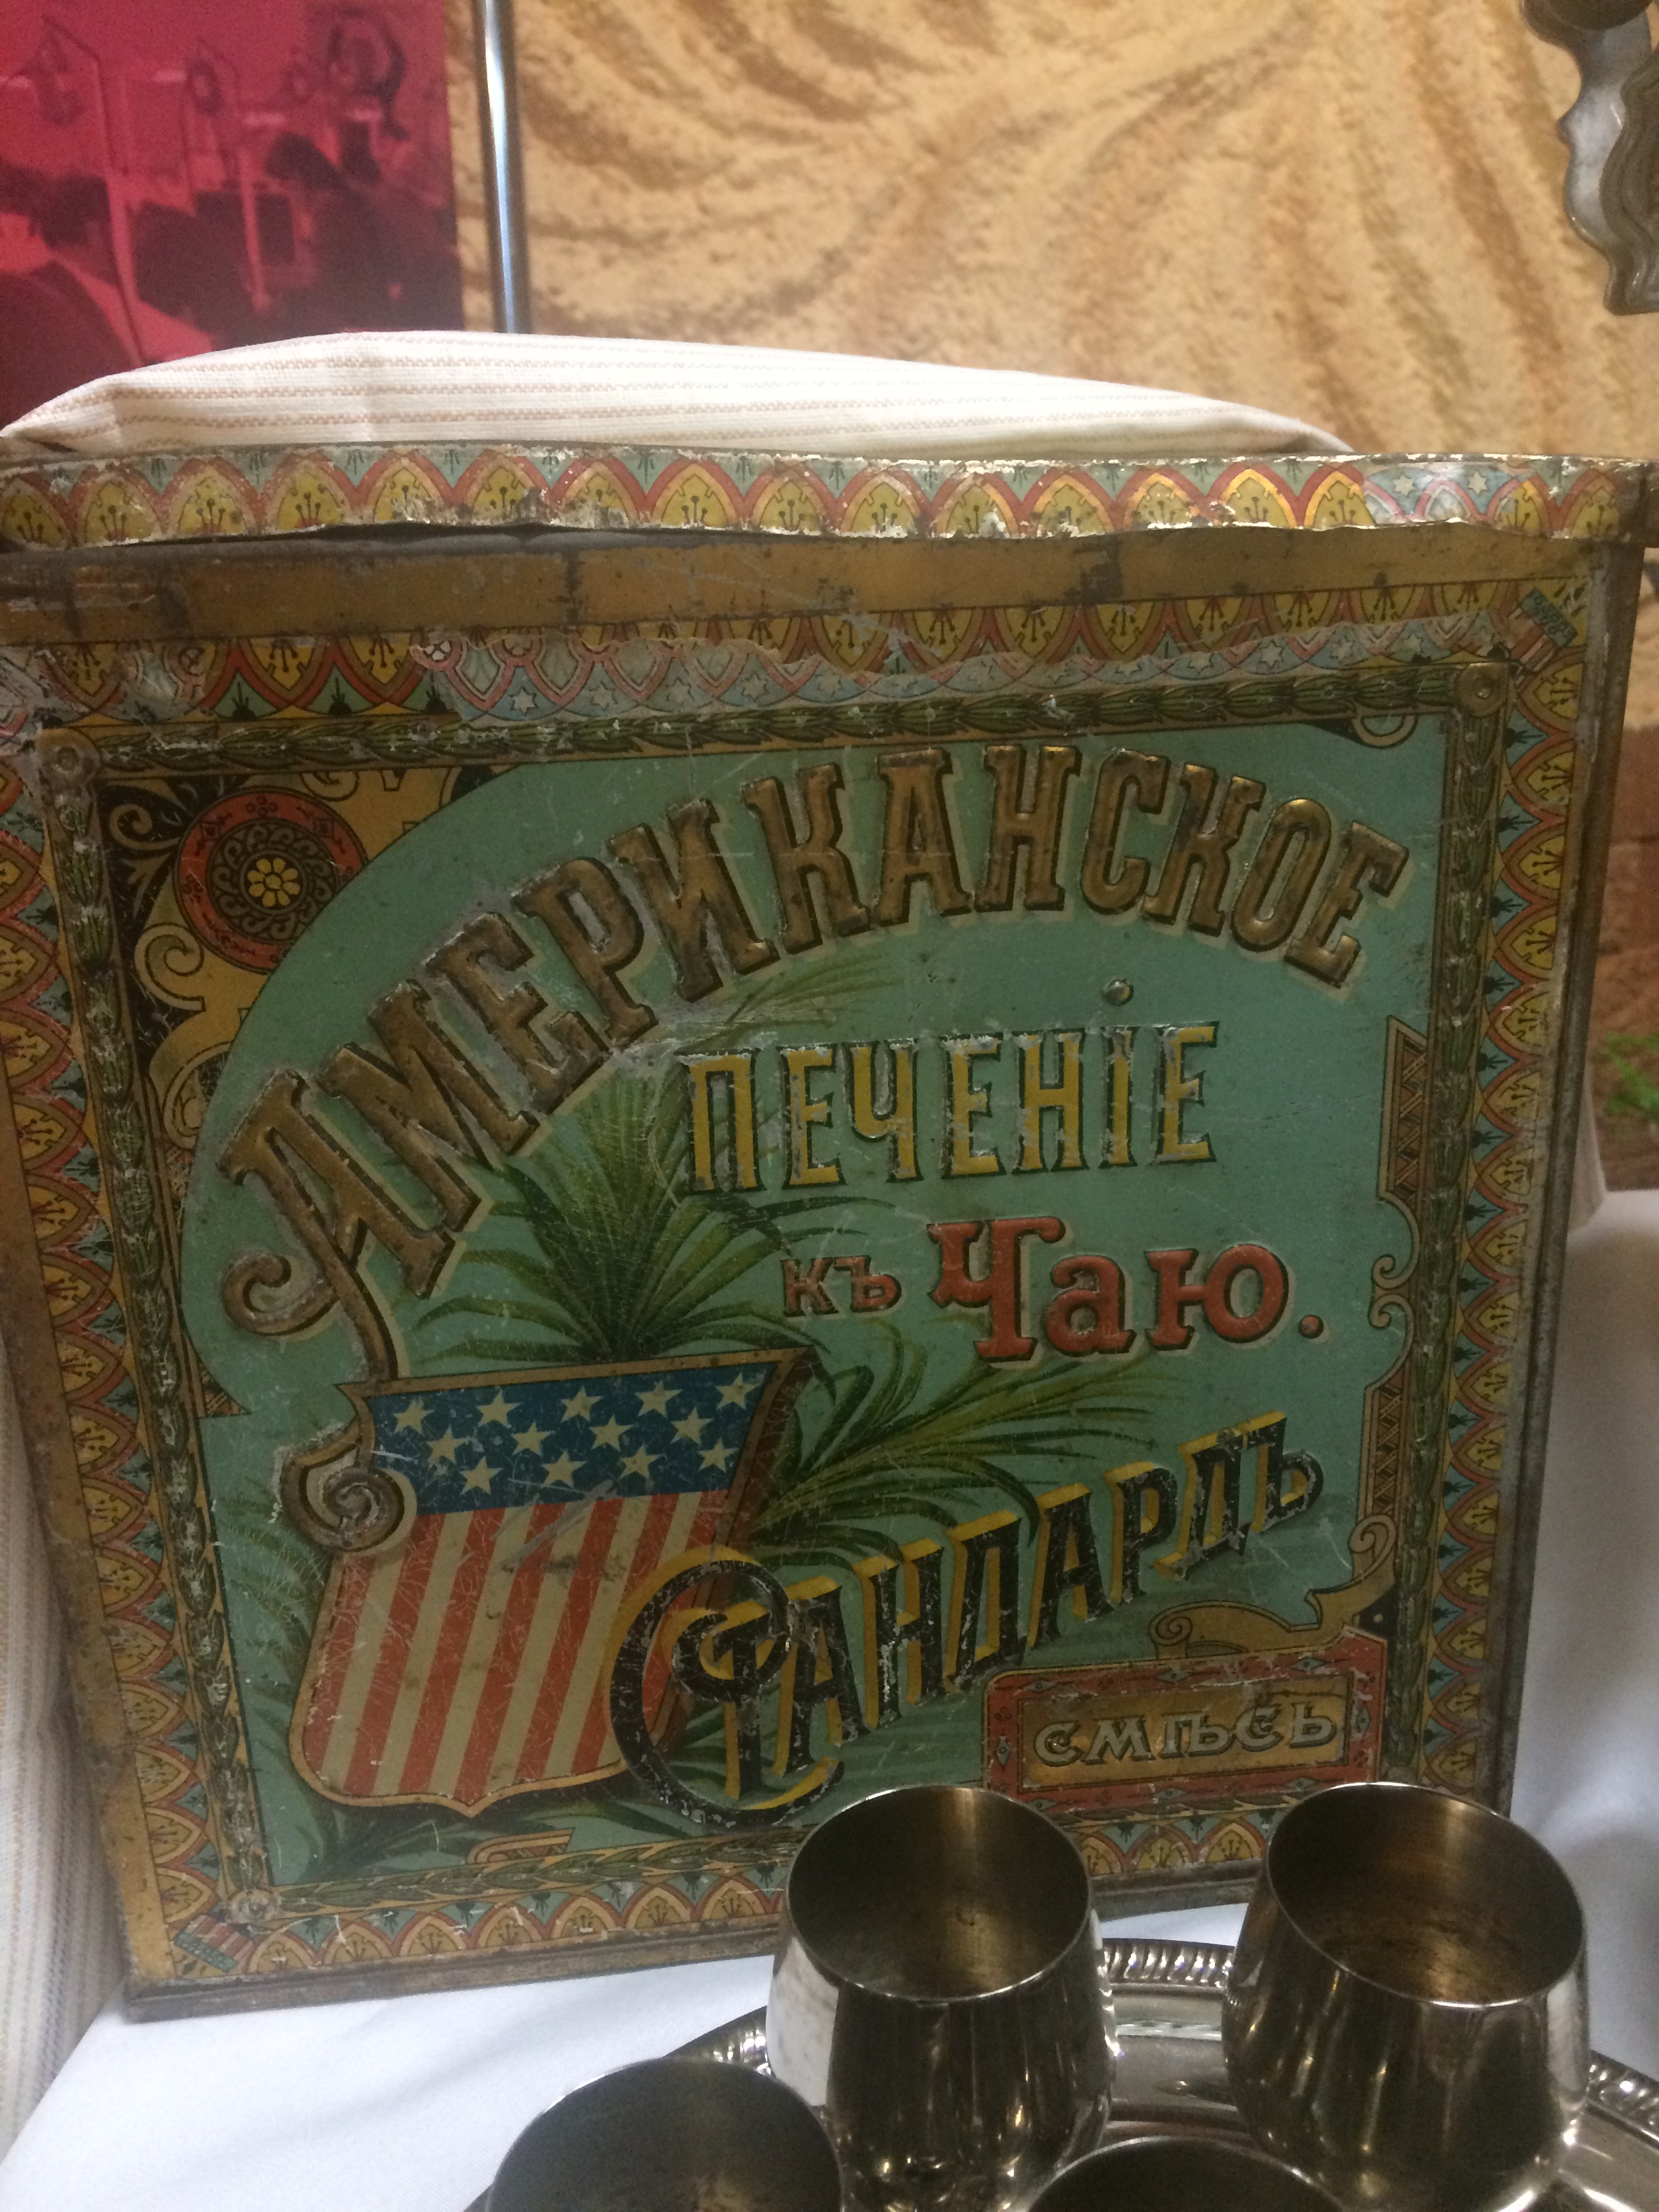 Американское
печеніе
къ Чаю.
Стандардъ
смѣсь